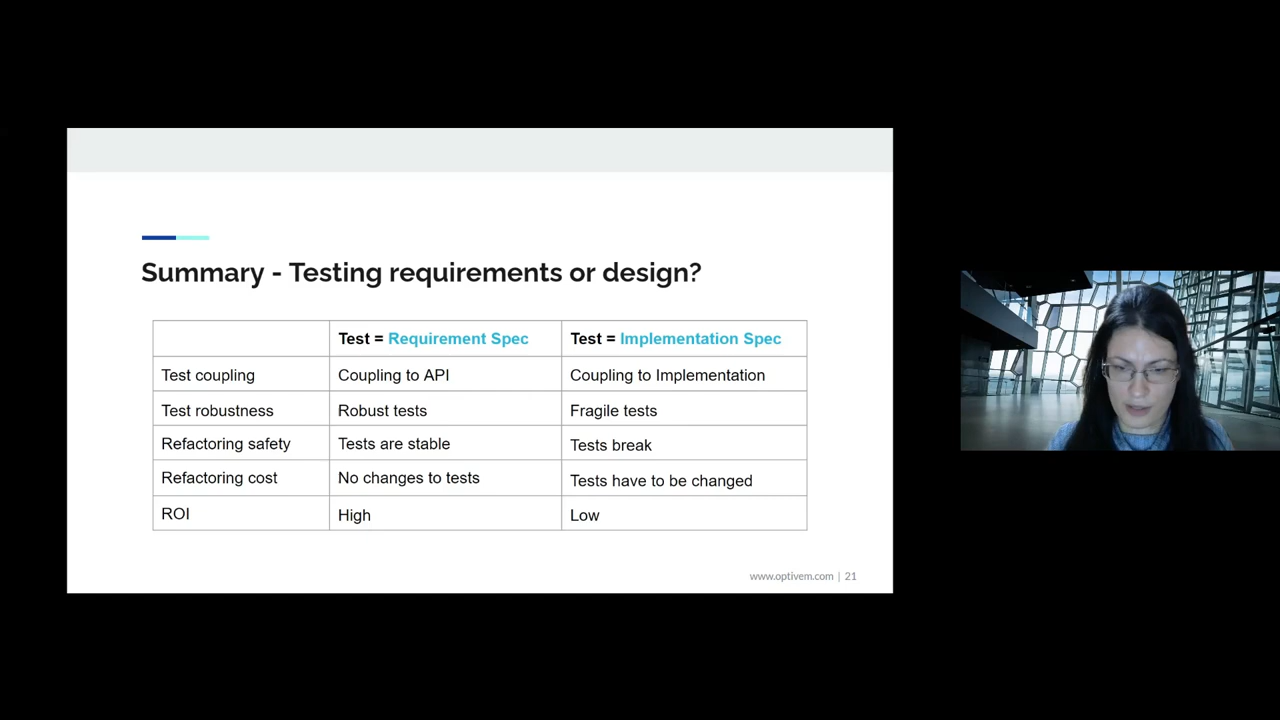 Summary - Testing requirements or design?
Test = Requirement Spec Test = Implementation Spec
Test coupling Coupling to API Coupling to Implementation
Test robustness Robust tests Fragile tests
Refactoring safety Tests are stable Tests break
Refactoring cost No changes to tests Tests have to be changed
ROI High Low
www.optivem.com | 21